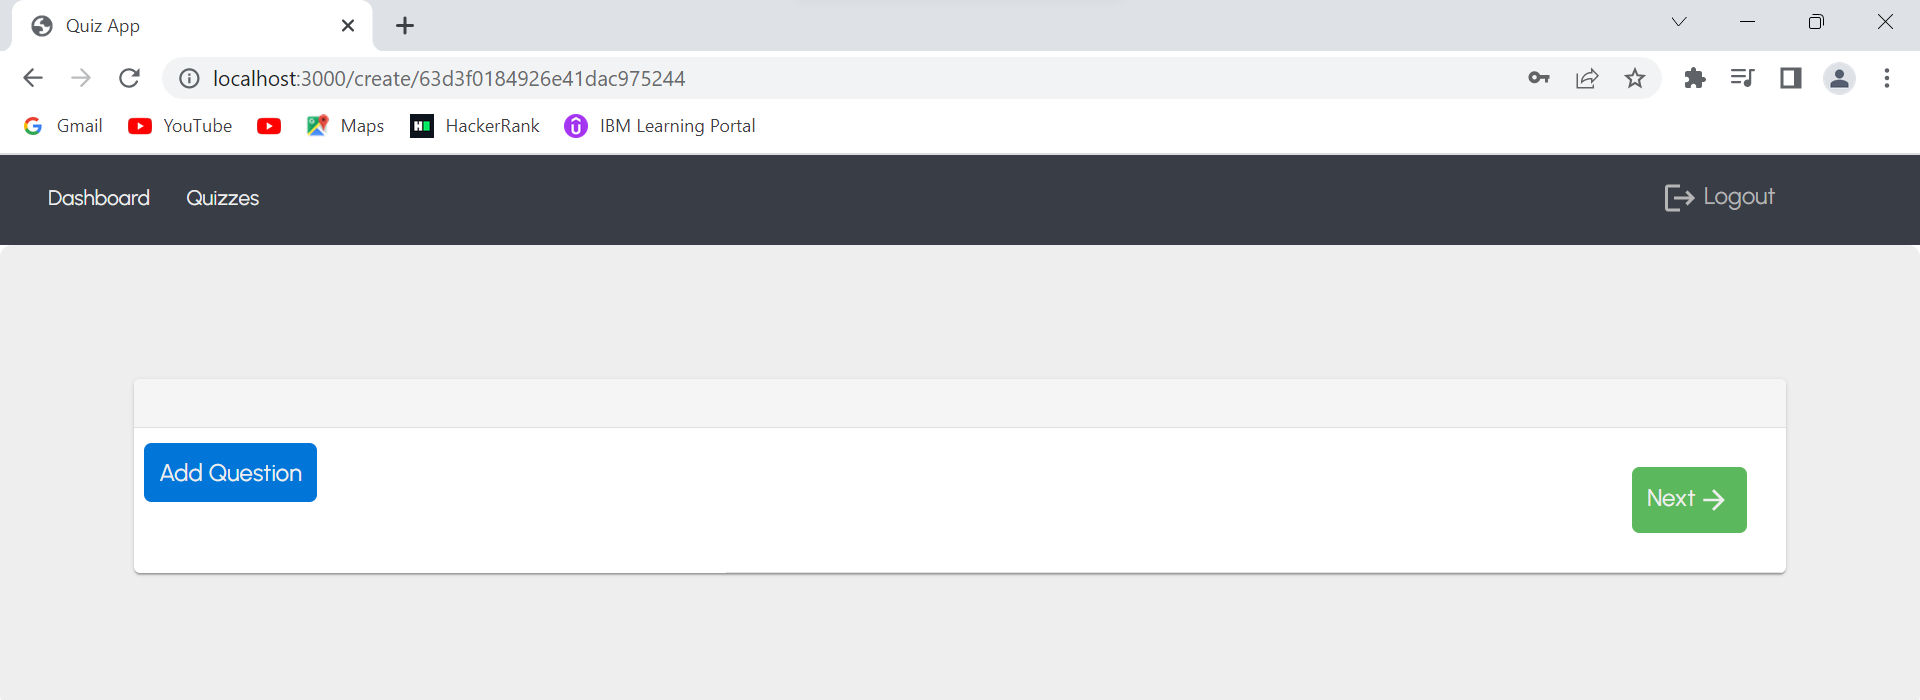 Quiz App
localhost:3000/create/63d3f0184926e41dac975244
Gmail YouTube Maps HackerRank IBM Learning Portal
Dashboard Quizzes Logout
Add Question
Next